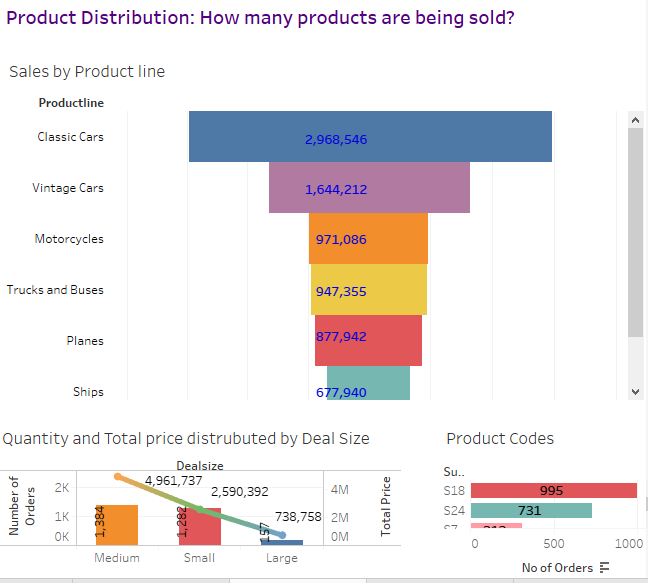 Product Distribution: How many products are being sold?
Sales by Product line
Productline
Classic Cars
2,968,546
Vintage Cars
1,644,212
Motorcycles
971,086
Trucks and Buses
947,355
Planes
877,942
Ships
677,940
Quantity and Total price distrubuted by Deal Size
Dealsize
Number of
Orders
2K
1K
0K
1,384
1,282
157
4,961,737
2,590,392
738,758
4M
2M
0M
Total Price
Medium
Small
Large
Product Codes
Su..
S18
995
S24
731
0
500
1000
No of Orders